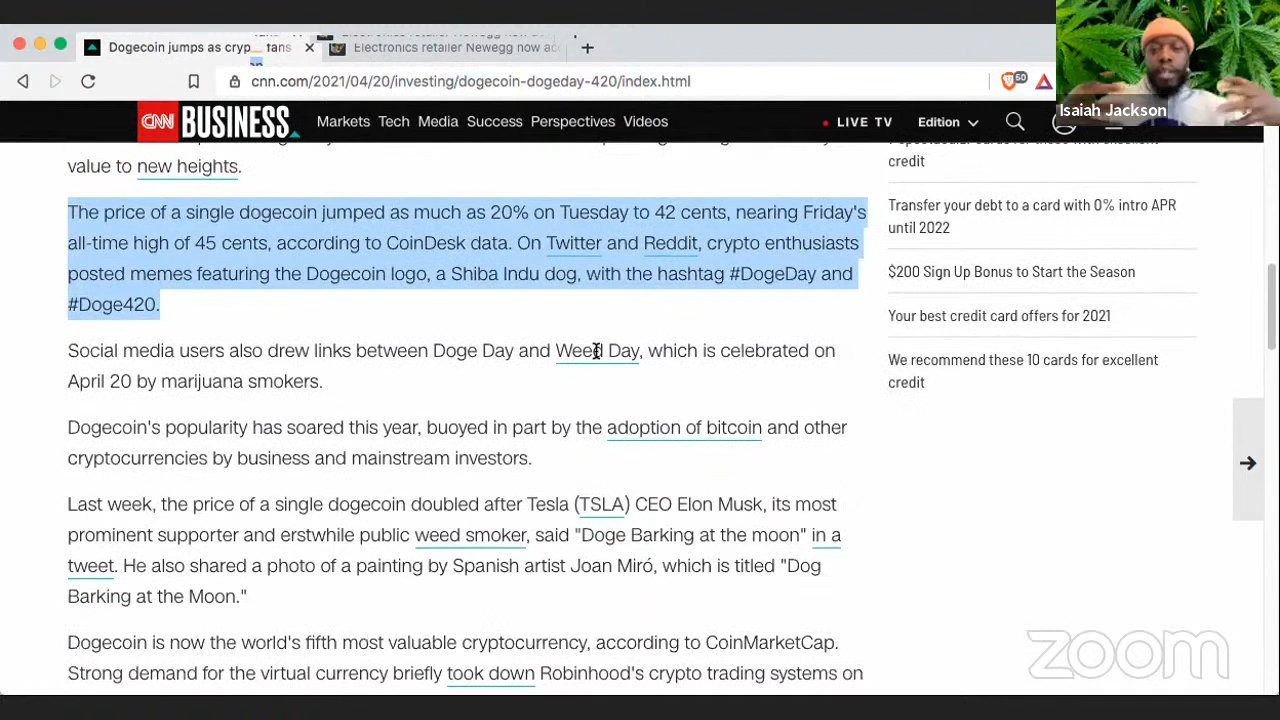 Dogecoin jumps as cryp fans
Electronics retailer Newegg now ac
cnn.com/2021/04/20/investing/dogecoin-dogeday-420/index.html
50
Isaiah Jackson
CNN BUSINESS
Markets Tech Media Success Perspectives Videos
LIVE TV
Edition
value to new heights.
The price of a single dogecoin jumped as much as 20% on Tuesday to 42 cents, nearing Friday's
all-time high of 45 cents, according to CoinDesk data. On Twitter and Reddit, crypto enthusiasts
posted memes featuring the Dogecoin logo, a Shiba Indu dog, with the hashtag #DogeDay and
#Doge420.
Social media users also drew links between Doge Day and Weed Day, which is celebrated on
April 20 by marijuana smokers.
Dogecoin's popularity has soared this year, buoyed in part by the adoption of bitcoin and other
cryptocurrencies by business and mainstream investors.
Last week, the price of a single dogecoin doubled after Tesla (TSLA) CEO Elon Musk, its most
prominent supporter and erstwhile public weed smoker, said "Doge Barking at the moon" in a
tweet. He also shared a photo of a painting by Spanish artist Joan Miró, which is titled "Dog
Barking at the Moon."
Dogecoin is now the world's fifth most valuable cryptocurrency, according to CoinMarketCap.
Strong demand for the virtual currency briefly took down Robinhood's crypto trading systems on
credit
Transfer your debt to a card with 0% intro APR
until 2022
$200 Sign Up Bonus to Start the Season
Your best credit card offers for 2021
We recommend these 10 cards for excellent
credit
zoom